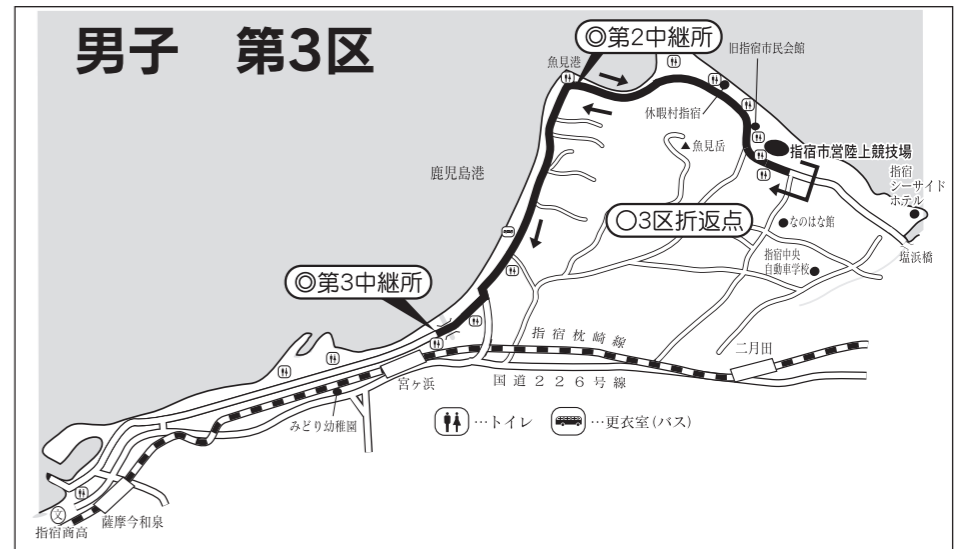 男子　第3区
◎第2中継所
旧指宿市民会館
魚見港
休暇村指宿
▲魚見岳
指宿市営陸上競技場
鹿児島港
指宿
シーサイド
ホテル
○3区折返点
なのはな館
塩浜橋
指宿中央
自動車学校
◎第3中継所
指宿枕崎線
二月田
宮ヶ浜
国道226号線
みどり幼稚園
…トイレ
…更衣室(バス)
文
薩摩今和泉
指宿商高